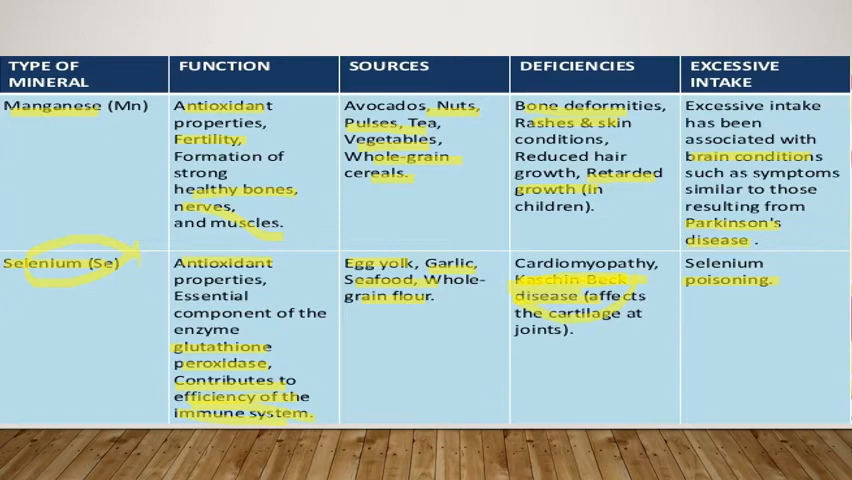 TYPE OF
MINERAL
FUNCTION
SOURCES
DEFICIENCIES
EXCESSIVE
INTAKE
Manganese (Mn)
Antioxidant
properties,
Fertility,
Formation of
strong
healthy bones,
nerves,
and muscles.
Avocados, Nuts,
Pulses, Tea,
Vegetables,
Whole-grain
cereals.
Bone deformities,
Rashes & skin
conditions,
Reduced hair
growth, Retarded
growth (in
children).
Excessive intake
has been
associated with
brain conditions
such as symptoms
similar to those
resulting from
Parkinson's
disease .
Selenium (Se)
Antioxidant
properties,
Essential
component of the
enzyme
glutathione
peroxidase,
Contributes to
efficiency of the
immune system.
Egg yolk, Garlic,
Seafood, Whole-
grain flour.
Cardiomyopathy,
Kaschin-Beck
disease (affects
the cartilage at
joints).
Selenium
poisoning.